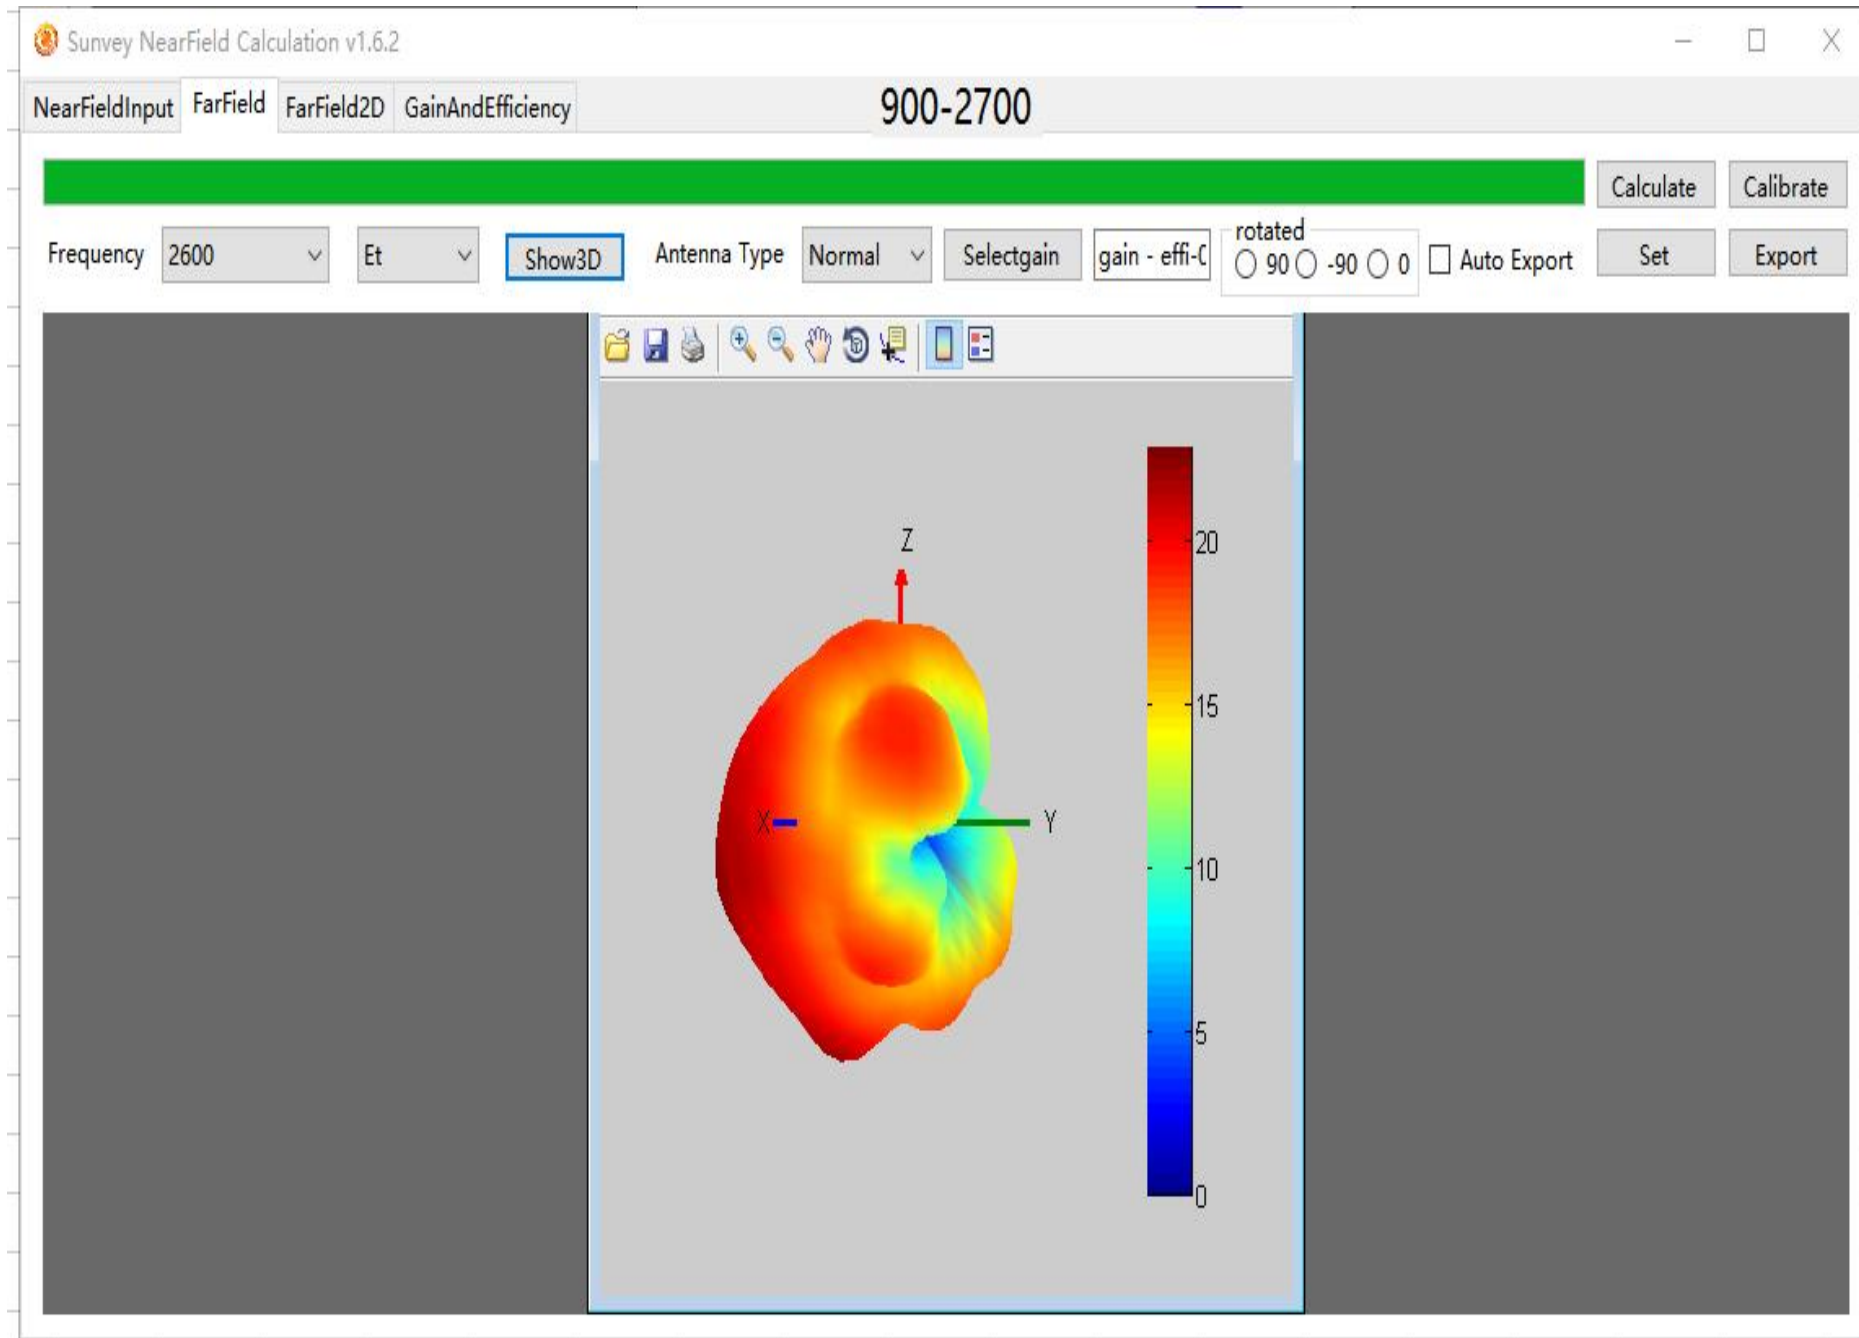 Sunvey NearField Calculation v1.6.2
NearFieldInput FarField FarField2D GainAndEfficiency 900-2700
Calculate Calibrate
Frequency 2600 Et Show3D Antenna Type Normal Selectgain gain - effi-C rotated 90 -90 0 Auto Export Set Export
Z
20
15
X Y
10
5
0